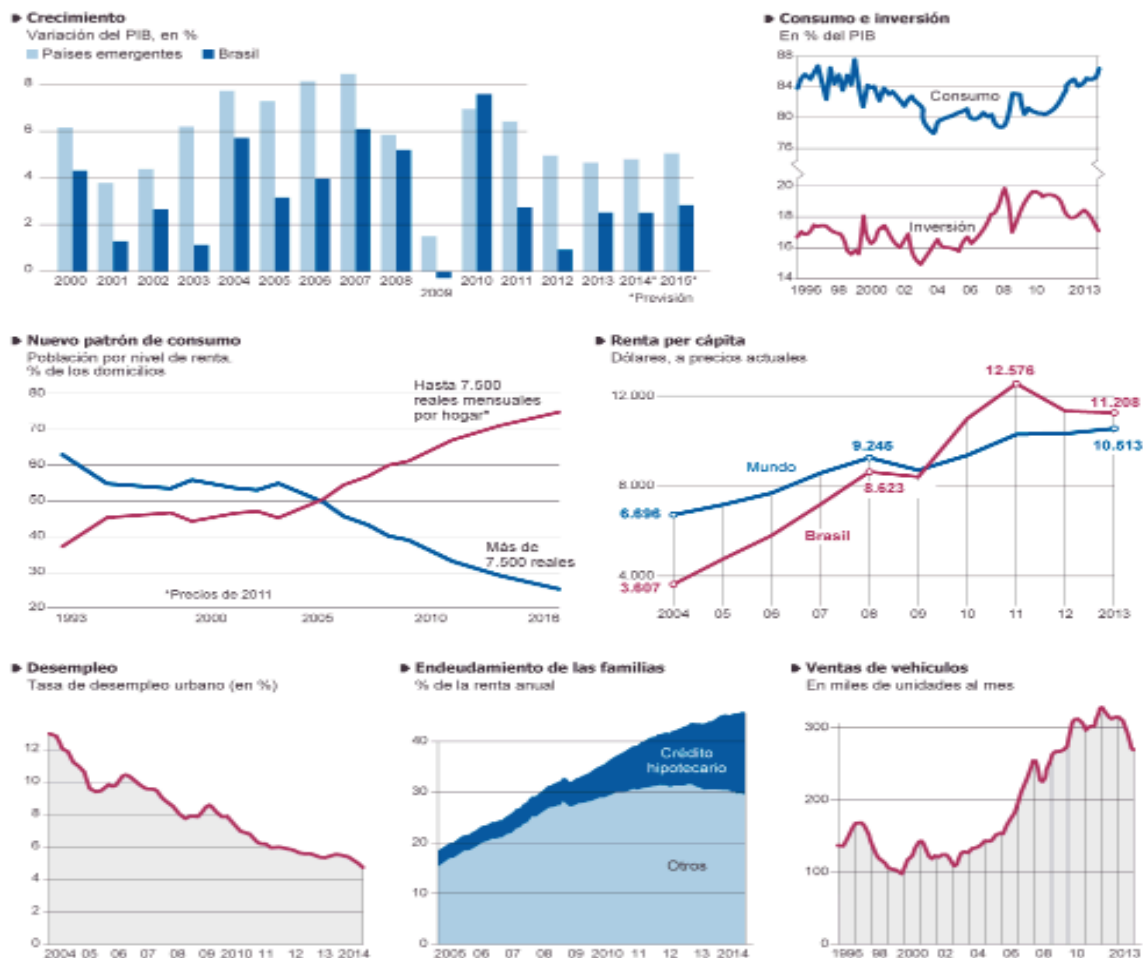 Crecimiento
Variación del PIB, en %
Países emergentes Brasil
8
6
4
2
0
2000 2001 2002 2003 2004 2005 2006 2007 2008 2009 2010 2011 2012 2013 2014* 2015*
*Previsión
Consumo e inversión
En % del PIB
88
84
80
76
20
18
16
14
Consumo
Inversión
1996 98 2000 02 04 06 08 10 2013
Nuevo patrón de consumo
Población por nivel de renta.
% de los domicilios
80
70
60
50
40
30
20
Hasta 7.500
reales mensuales
por hogar*
Más de
7.500 reales
*Precios de 2011
1993 2000 2005 2010 2016
Renta per cápita
Dólares, a precios actuales
12.000
8.000
4.000
12.576
11.208
9.246
10.613
Mundo
8.623
6.696
Brasil
3.607
2004 05 06 07 08 09 10 11 12 2013
Desempleo
Tasa de desempleo urbano (en %)
12
10
8
6
4
2
0
2004 05 06 07 08 09 10 11 12 13 2014
Endeudamiento de las familias
% de la renta anual
40
30
20
10
0
Crédito
hipotecario
Otros
2005 06 07 08 09 10 11 12 13 2014
Ventas de vehículos
En miles de unidades al mes
300
200
100
0
1996 98 2000 02 04 06 08 10 2013